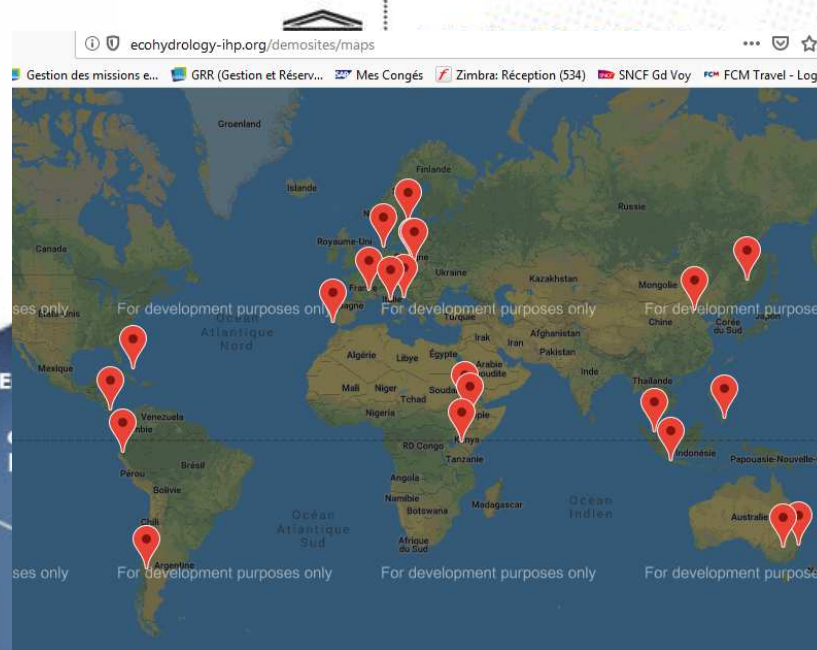 ecohydrology-ihp.org/demosites/maps
Gestion des missions e... GRR (Gestion et Réserv... Mes Congés Zimbra: Réception (534) SNCF Gd Voy FCM Travel - Log
Groenland
Islande
Finlande
Russie
Canada
Royaume-Uni
Ukraine
Kazakhstan
Mongolie
ses only For development purposes only For development purposes only For development purpose
Océan
Atlantique
Nord
Turquie
Chine
Corée
du Sud
Japon
Irak
Iran
Afghanistan
Pakistan
Algérie
Libye
Égypte
Arabie
Inde
Mexique
Mali
Niger
Tchad
Thaïlande
Venezuela
Nigeria
RD Congo
Kenya
Tanzanie
Indonésie
Papouasie-Nouvelle-
Pérou
Brésil
Bolivie
Angola
Namibie
Botswana
Madagascar
Océan
Indien
Australie
Océan
Atlantique
Sud
Chili
Afrique
du Sud
Argentine
ses only For development purposes only For development purposes only For development purpose